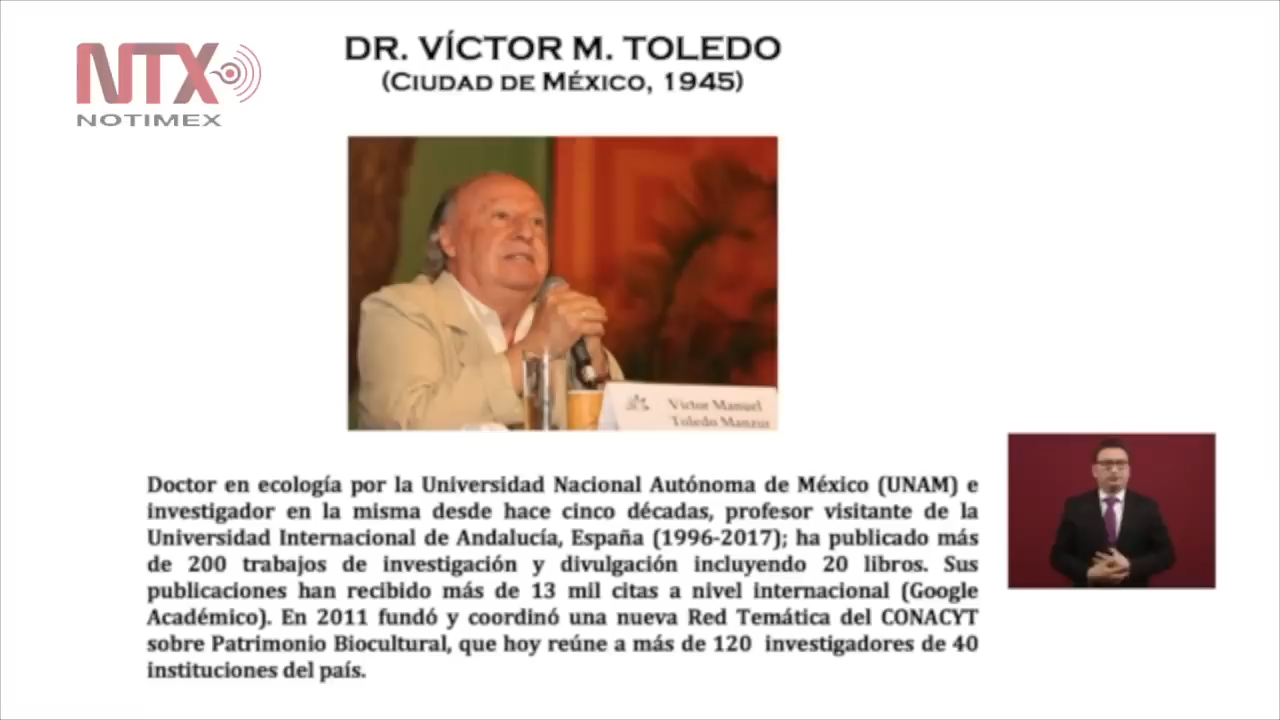 NTX
NOTIMEX
DR. VÍCTOR M. TOLEDO
(CIUDAD DE MÉXICO, 1945)
Víctor Manuel
Toledo Manzur
Doctor en ecología por la Universidad Nacional Autónoma de México (UNAM) e
investigador en la misma desde hace cinco décadas, profesor visitante de la
Universidad Internacional de Andalucía, España (1996-2017); ha publicado más
de 200 trabajos de investigación y divulgación incluyendo 20 libros. Sus
publicaciones han recibido más de 13 mil citas a nivel internacional (Google
Académico). En 2011 fundó y coordinó una nueva Red Temática del CONACYT
sobre Patrimonio Biocultural, que hoy reúne a más de 120 investigadores de 40
instituciones del país.